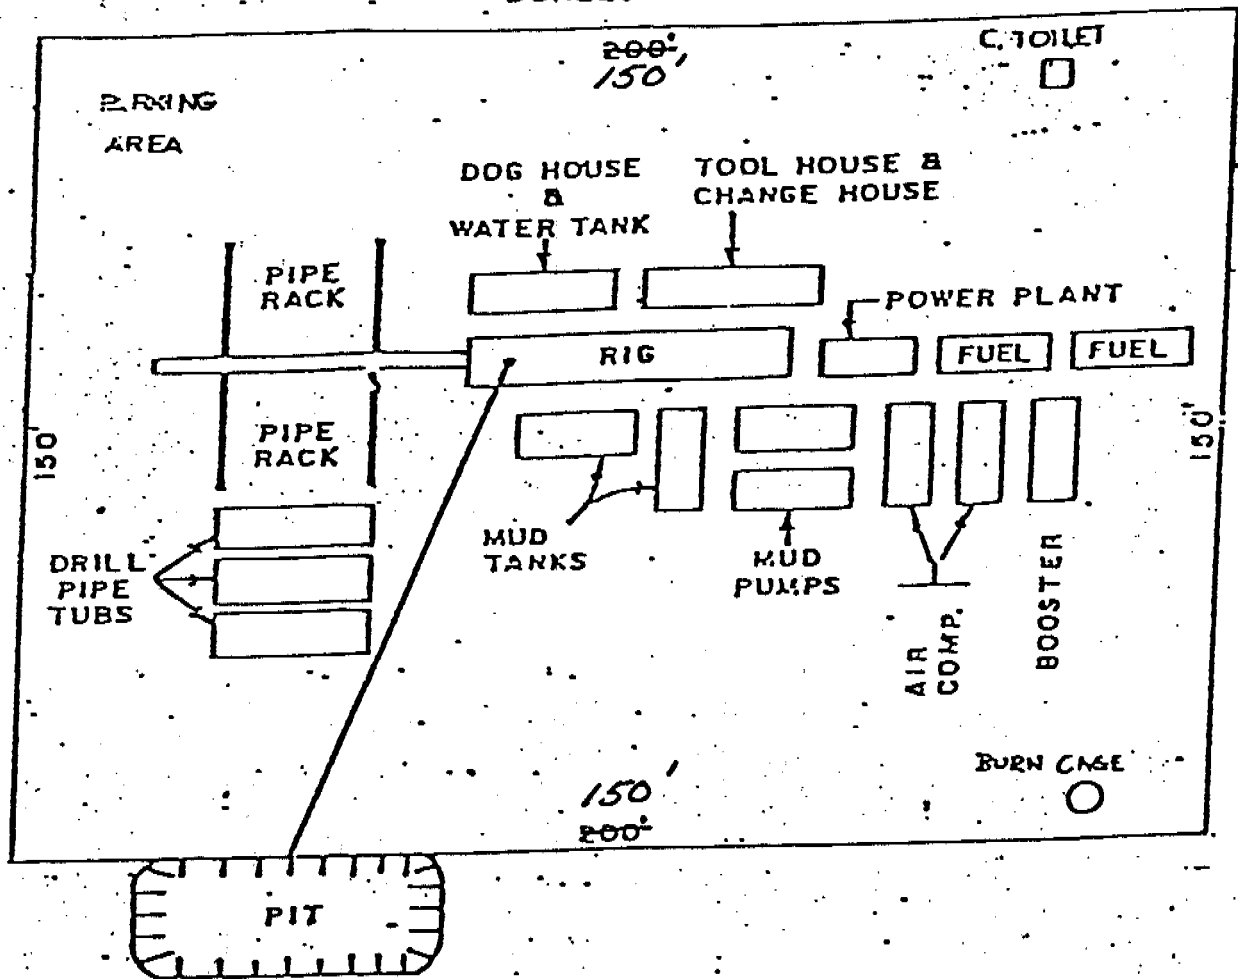 200'
150'
C. TOILET
AREA
DOG HOUSE
&
WATER TANK
TOOL HOUSE &
CHANGE HOUSE
PIPE
RACK
POWER PLANT
RIG
FUEL
FUEL
150'
PIPE
RACK
150'
MUD
TANKS
MUD
PUMPS
DRILL
PIPE
TUBS
AIR
COMP.
BOOSTER
BURN CAGE
150'
200'
PIT